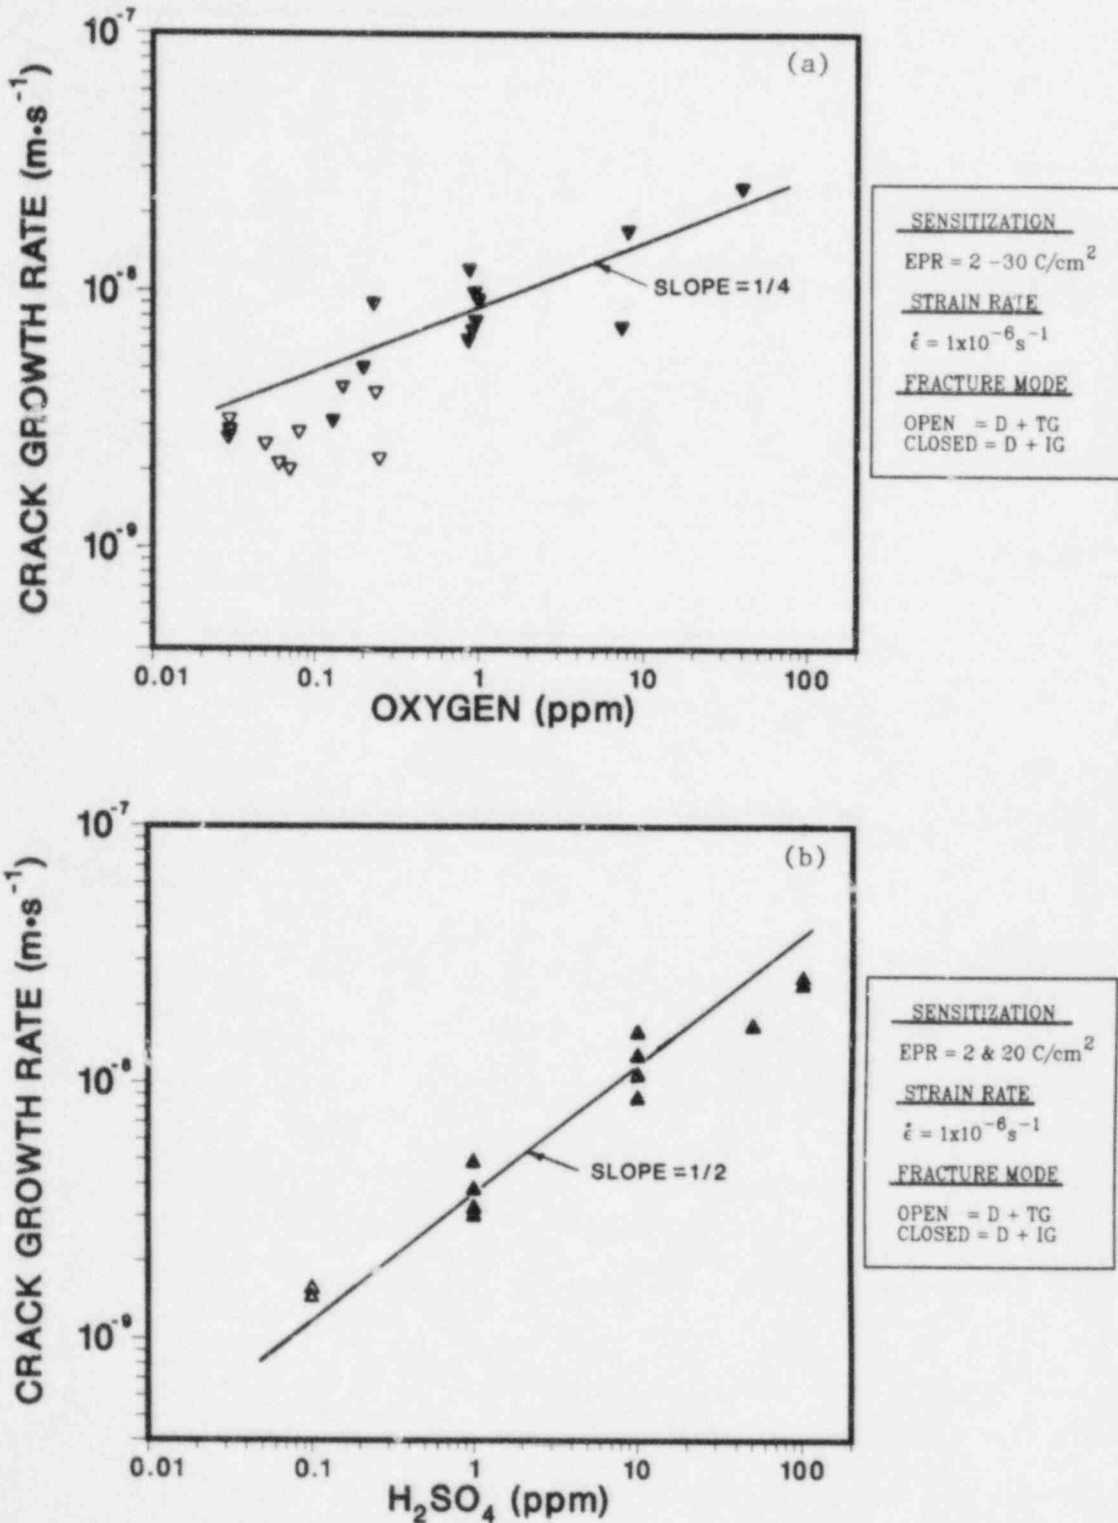 (a)
10⁻⁷
10⁻⁸
10⁻⁹
CRACK GROWTH RATE (m•s⁻¹)
SLOPE = 1/4
0.01 0.1 1 10 100
OXYGEN (ppm)
SENSITIZATION
EPR = 2 -30 C/cm²
STRAIN RATE
ε̇ = 1x10⁻⁶s⁻¹
FRACTURE MODE
OPEN = D + TG
CLOSED = D + IG
(b)
10⁻⁷
10⁻⁸
10⁻⁹
CRACK GROWTH RATE (m•s⁻¹)
SLOPE = 1/2
0.01 0.1 1 10 100
H₂SO₄ (ppm)
SENSITIZATION
EPR = 2 & 20 C/cm²
STRAIN RATE
ε̇ = 1x10⁻⁶s⁻¹
FRACTURE MODE
OPEN = D + TG
CLOSED = D + IG